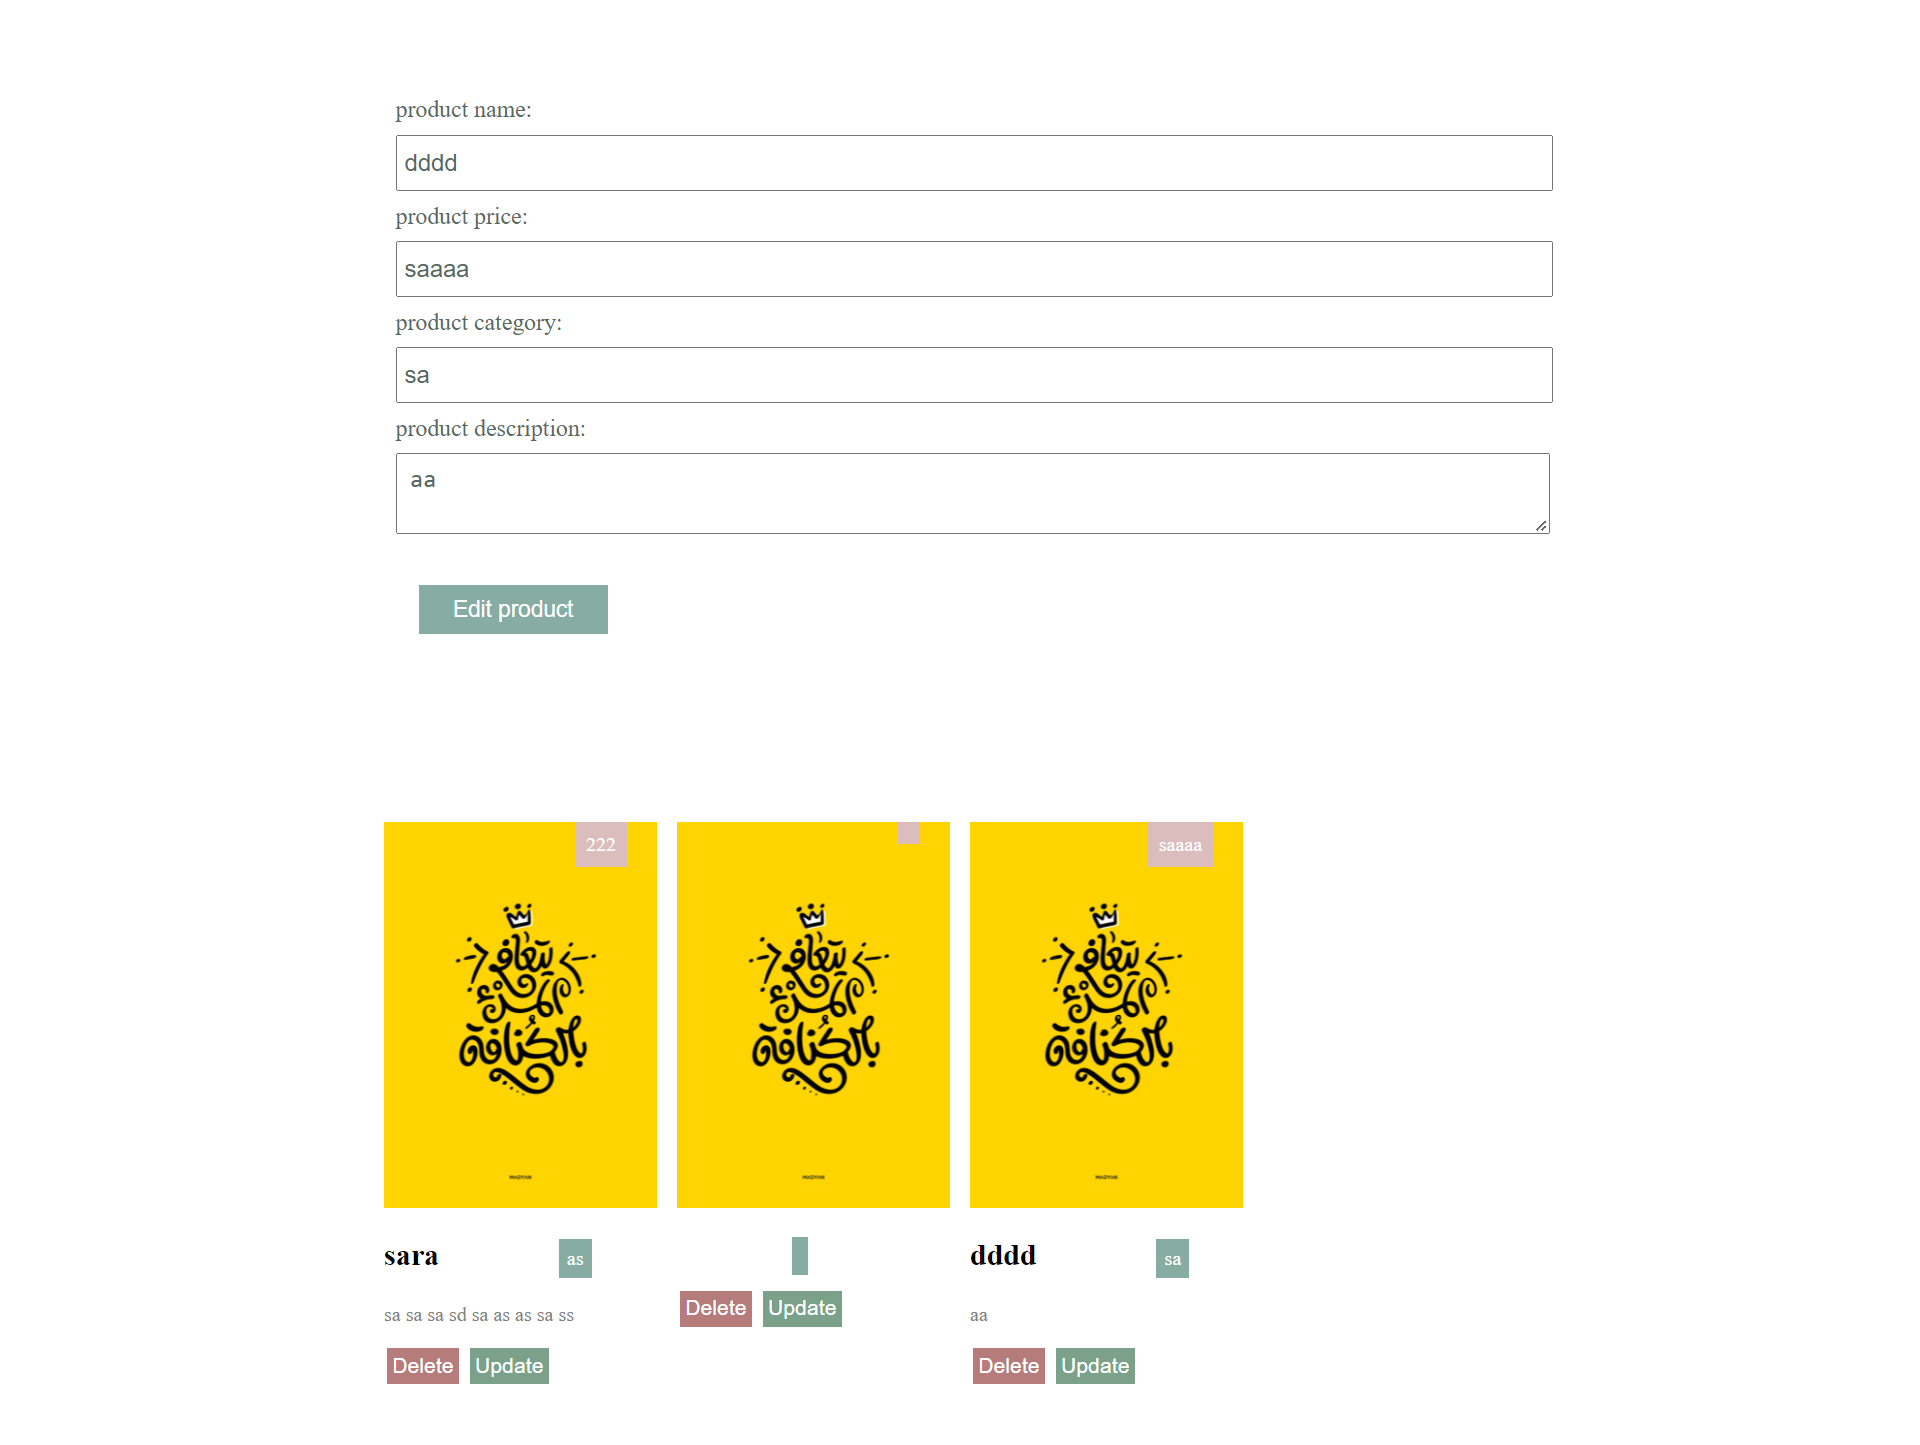 product name:
dddd
product price:
saaaa
product category:
sa
product description:
aa
Edit product
222
saaaa
يتعافى
المرء
بالكنافة
يتعافى
المرء
بالكنافة
يتعافى
المرء
بالكنافة
sara
as
dddd
sa
sa sa sa sd sa as as sa ss
aa
Delete Update
Delete Update
Delete Update